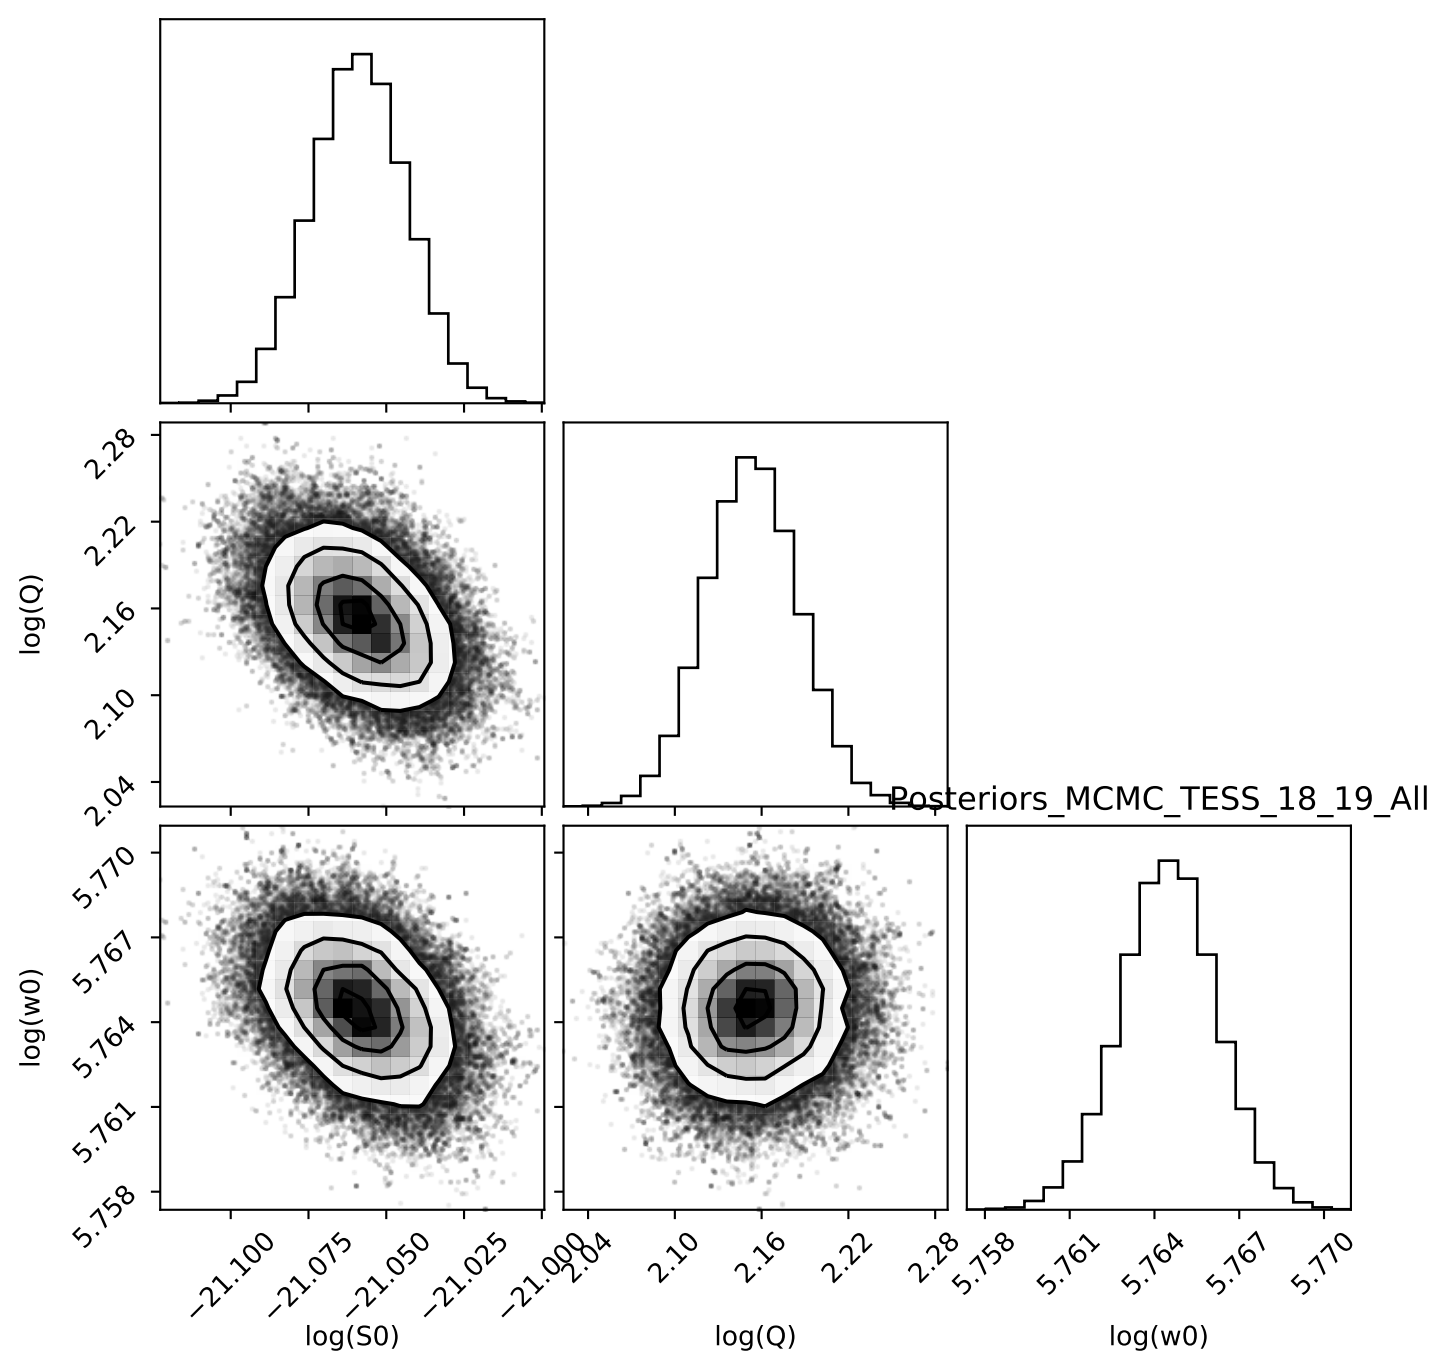 2.28
2.22
2.16
2.10
2.04
log(Q)
Posteriors_MCMC_TESS_18_19_All
5.770
5.767
5.764
5.761
5.758
log(w0)
−21.100 −21.075 −21.050 −21.025 −21.000
2.04 2.10 2.16 2.22 2.28
5.758 5.761 5.764 5.767 5.770
log(S0) log(Q) log(w0)